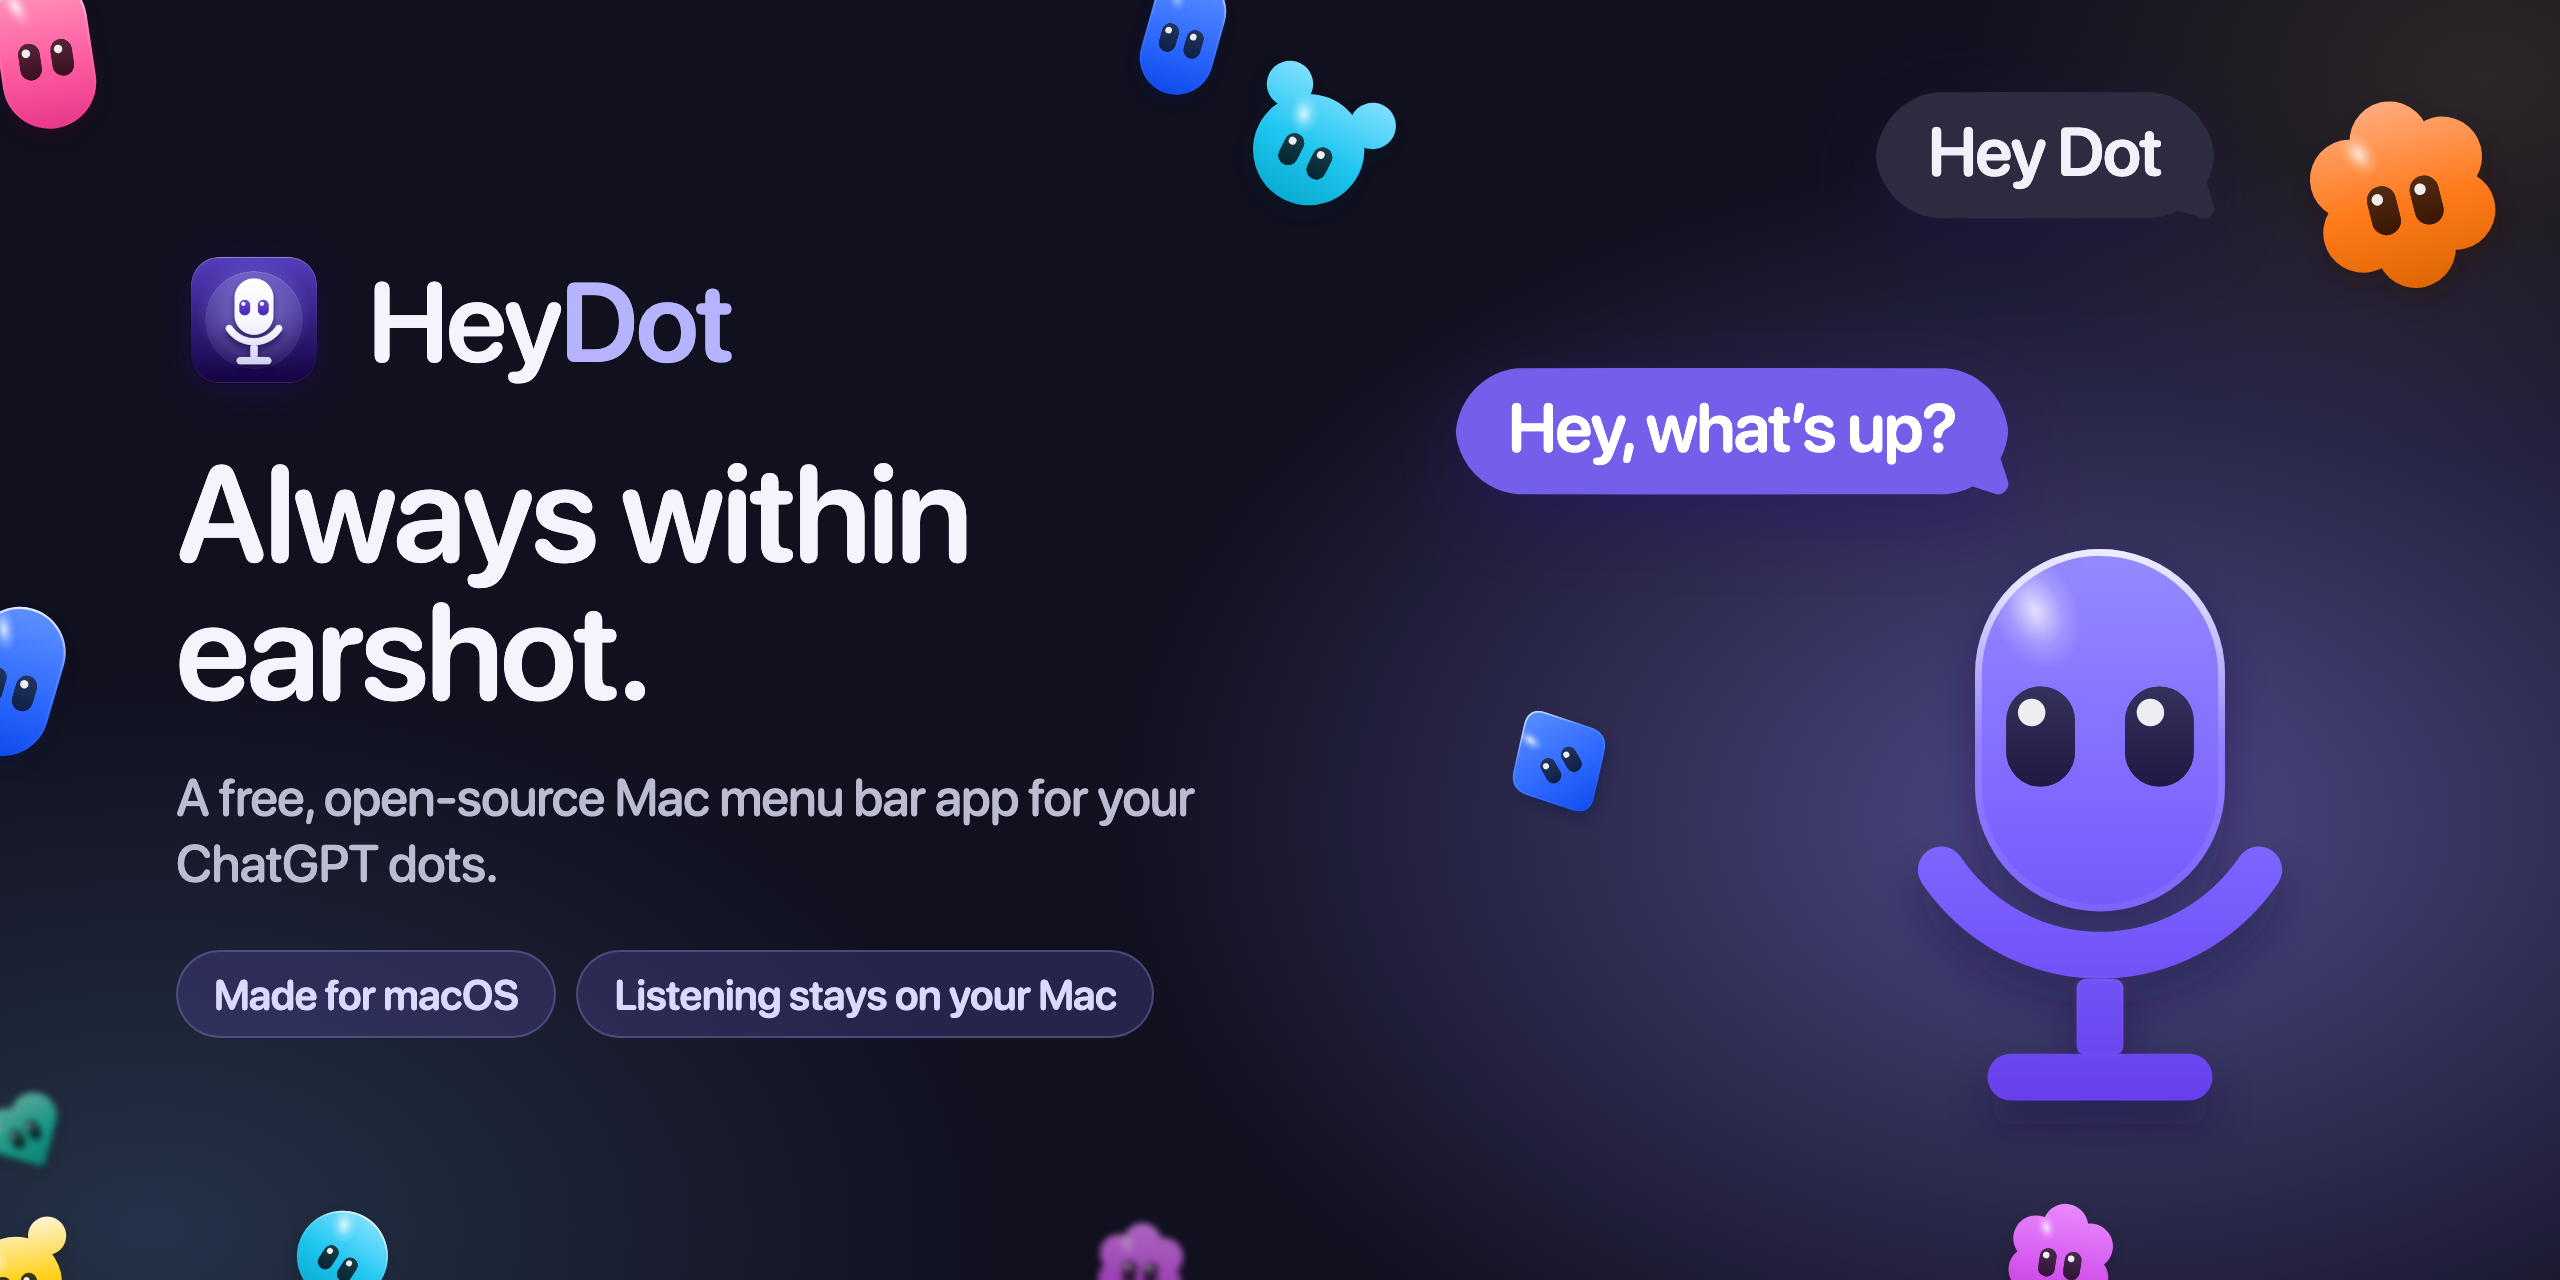 HeyDot
Always within
earshot.
A free, open-source Mac menu bar app for your
ChatGPT dots.
Made for macOS
Listening stays on your Mac
Hey Dot
Hey, what's up?